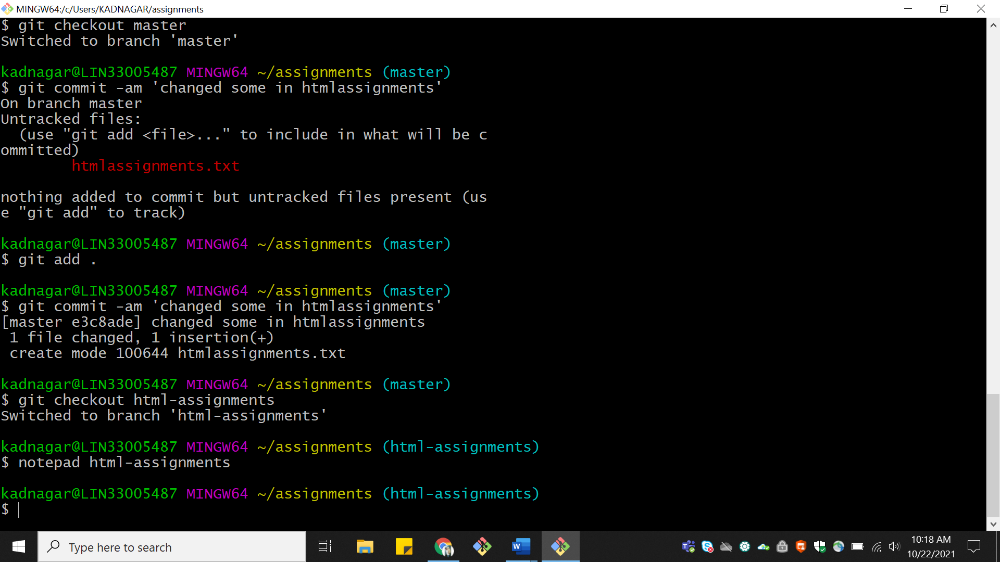 MINGW64:/c/Users/KADNAGAR/assignments
$ git checkout master
Switched to branch 'master'
kadnagar@LIN33005487 MINGW64 ~/assignments (master)
$ git commit -am 'changed some in htmlassignments'
On branch master
Untracked files:
  (use "git add <file>..." to include in what will be c
ommitted)
        htmlassignments.txt
nothing added to commit but untracked files present (us
e "git add" to track)
kadnagar@LIN33005487 MINGW64 ~/assignments (master)
$ git add .
kadnagar@LIN33005487 MINGW64 ~/assignments (master)
$ git commit -am 'changed some in htmlassignments'
[master e3c8ade] changed some in htmlassignments
 1 file changed, 1 insertion(+)
 create mode 100644 htmlassignments.txt
kadnagar@LIN33005487 MINGW64 ~/assignments (master)
$ git checkout html-assignments
Switched to branch 'html-assignments'
kadnagar@LIN33005487 MINGW64 ~/assignments (html-assignments)
$ notepad html-assignments
kadnagar@LIN33005487 MINGW64 ~/assignments (html-assignments)
$
Type here to search
10:18 AM
10/22/2021